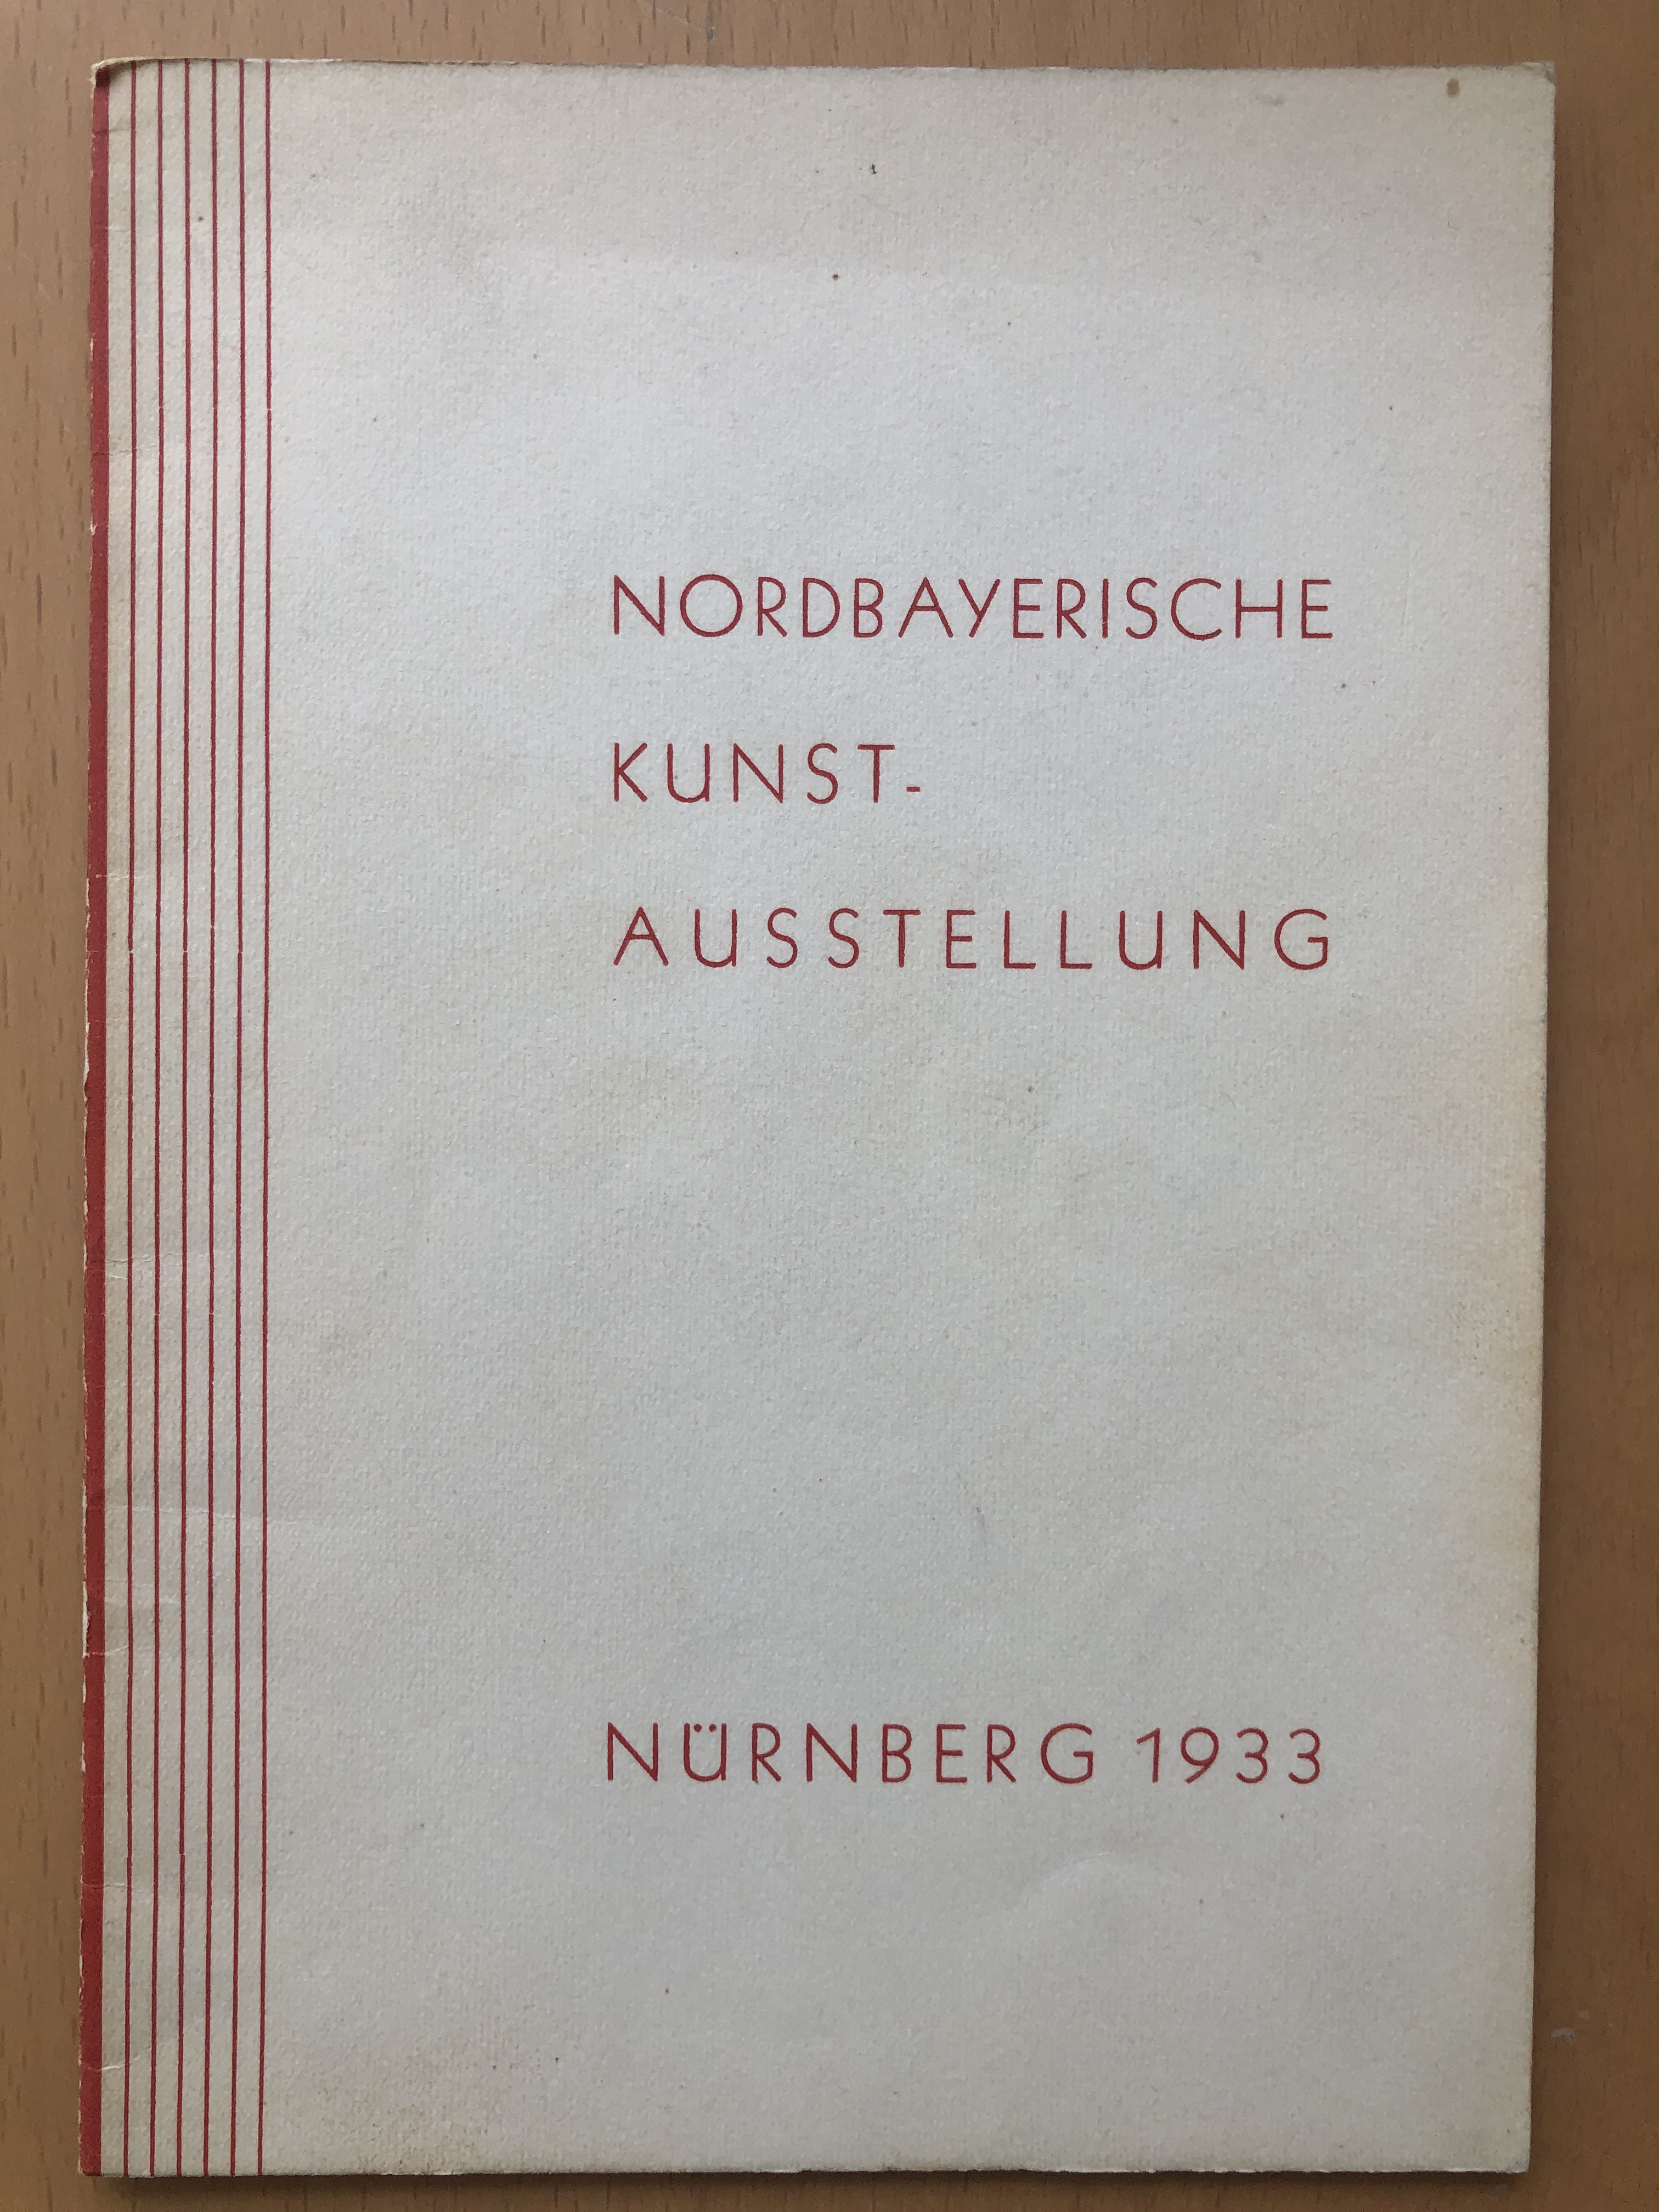 NORDBAYERISCHE
KUNST-
AUSSTELLUNG
NÜRNBERG 1933